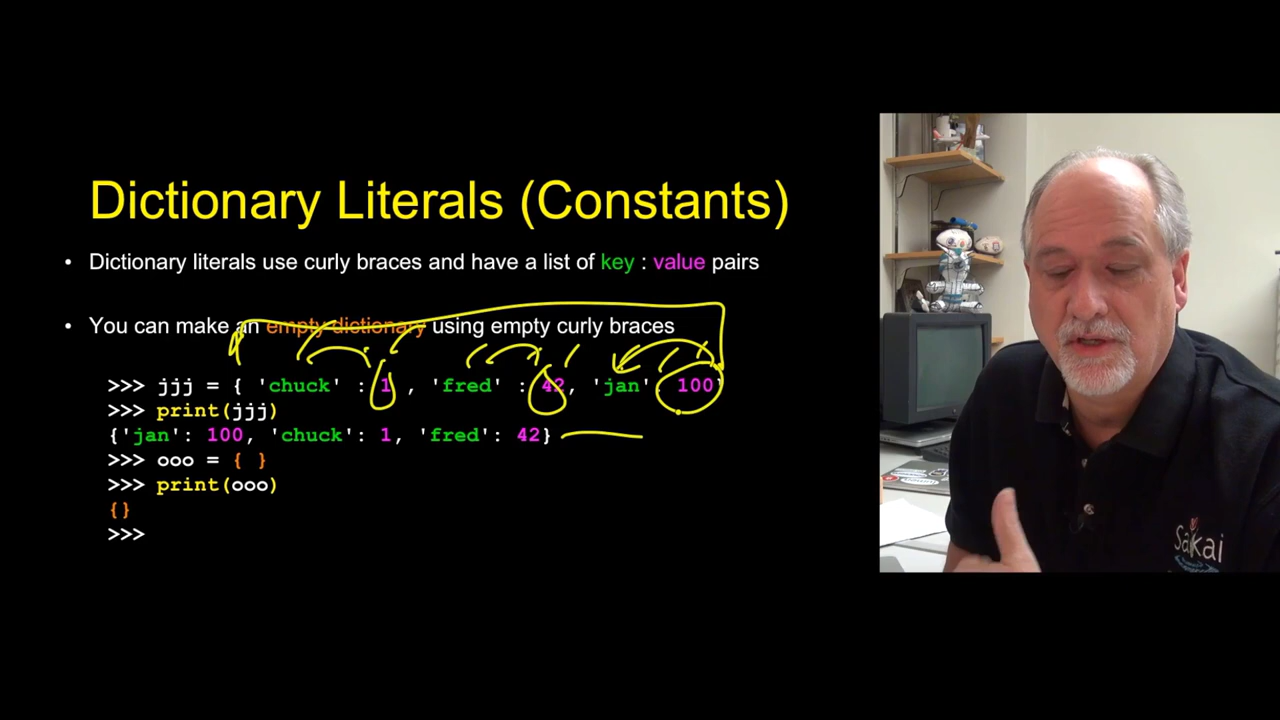 Dictionary Literals (Constants)
• Dictionary literals use curly braces and have a list of key : value pairs
• You can make an empty dictionary using empty curly braces
>>> jjj = { 'chuck' : 1 , 'fred' : 42, 'jan': 100}
>>> print(jjj)
{'jan': 100, 'chuck': 1, 'fred': 42}
>>> ooo = { }
>>> print(ooo)
{}
>>>
Sakai